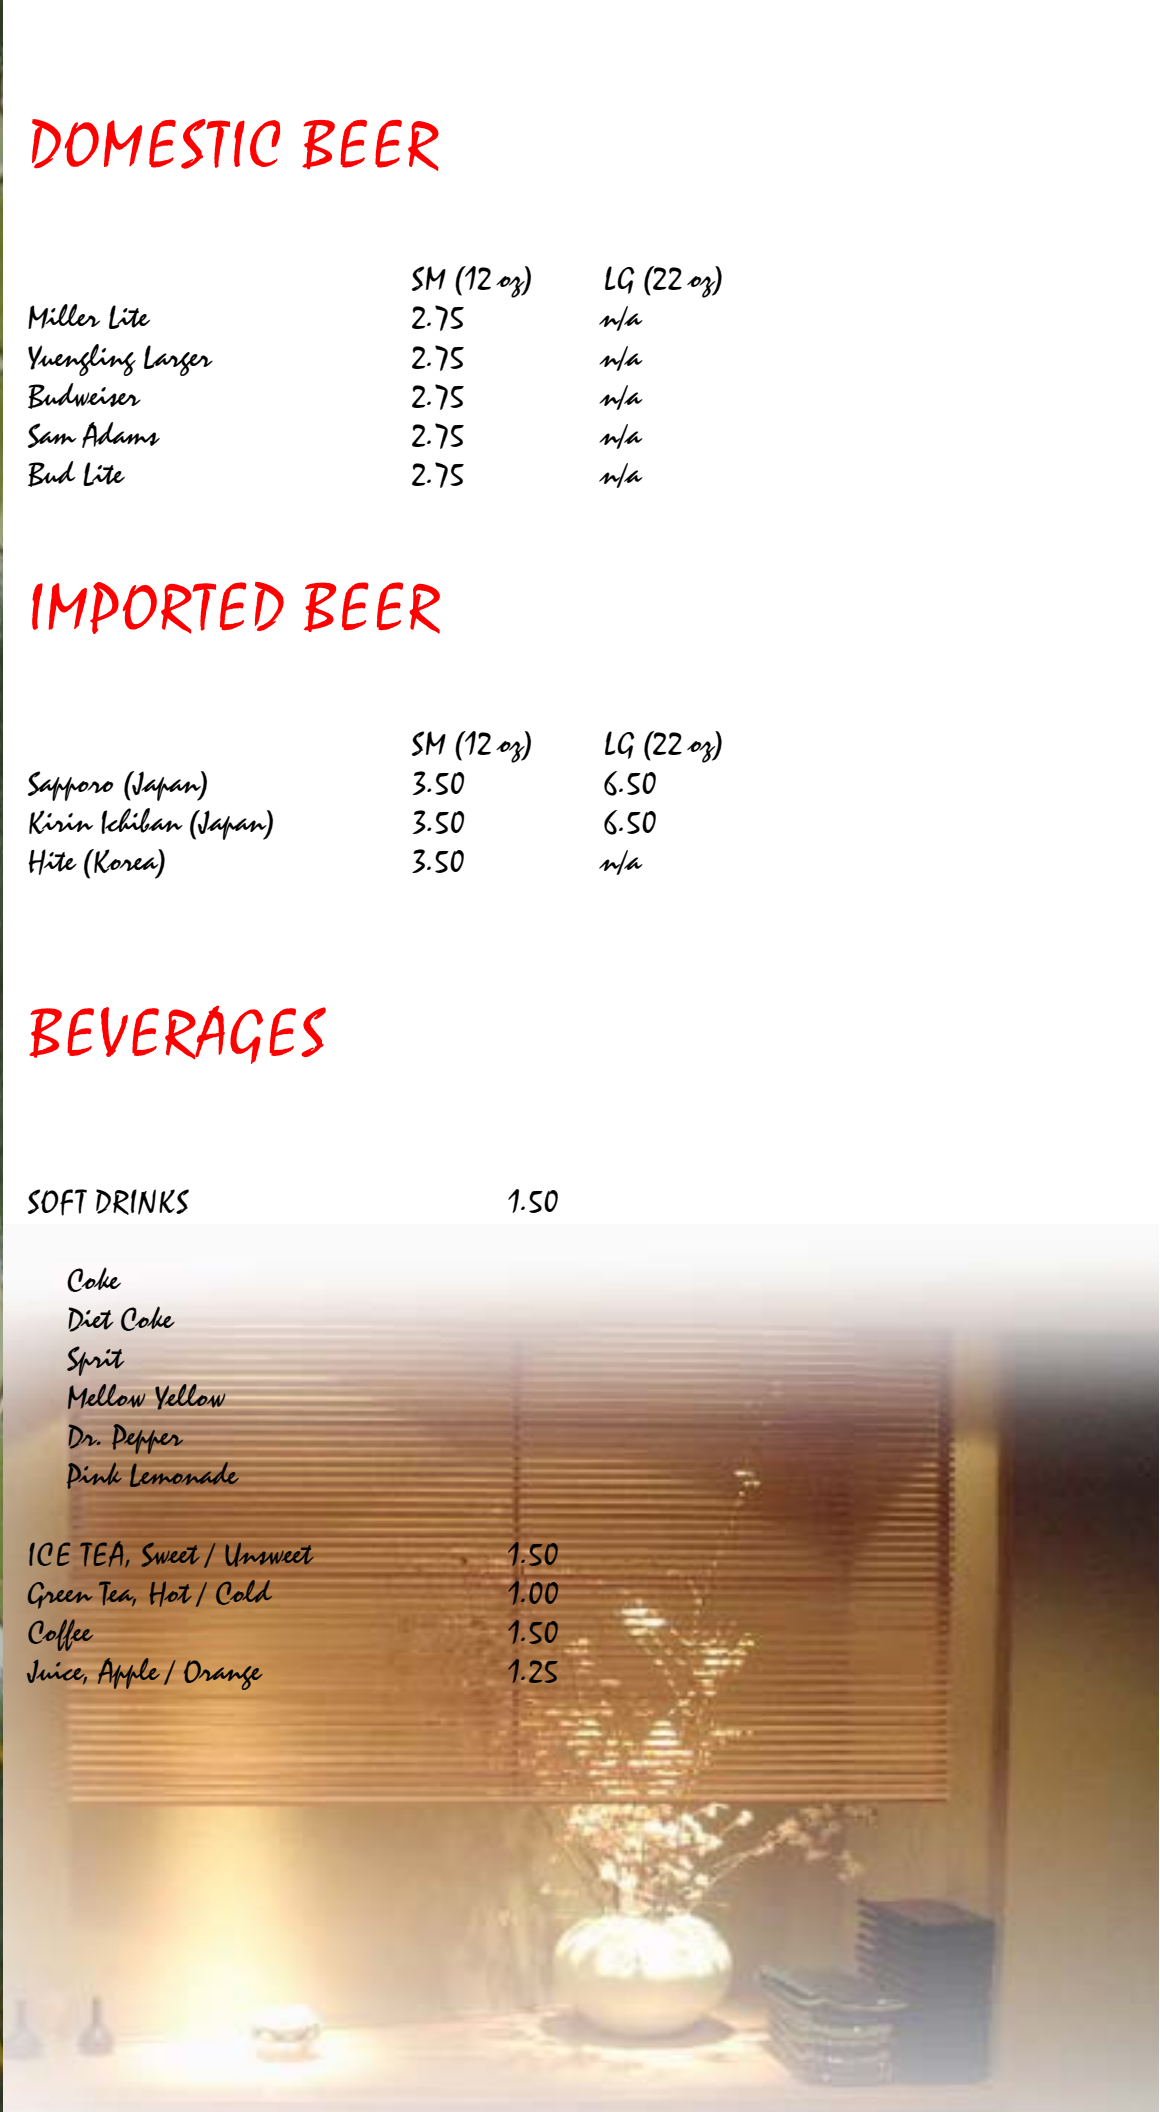 DOMESTIC BEER
SM (12 oz) LG (22 oz)
Miller Lite 2.75 n/a
Yuengling Larger 2.75 n/a
Budweiser 2.75 n/a
Sam Adams 2.75 n/a
Bud Lite 2.75 n/a
IMPORTED BEER
SM (12 oz) LG (22 oz)
Sapporo (Japan) 3.50 6.50
Kirin Ichiban (Japan) 3.50 6.50
Hite (Korea) 3.50 n/a
BEVERAGES
SOFT DRINKS 1.50
Coke
Diet Coke
Sprit
Mellow Yellow
Dr. Pepper
Pink Lemonade
ICE TEA, Sweet / Unsweet 1.50
Green Tea, Hot / Cold 1.00
Coffee 1.50
Juice, Apple / Orange 1.25